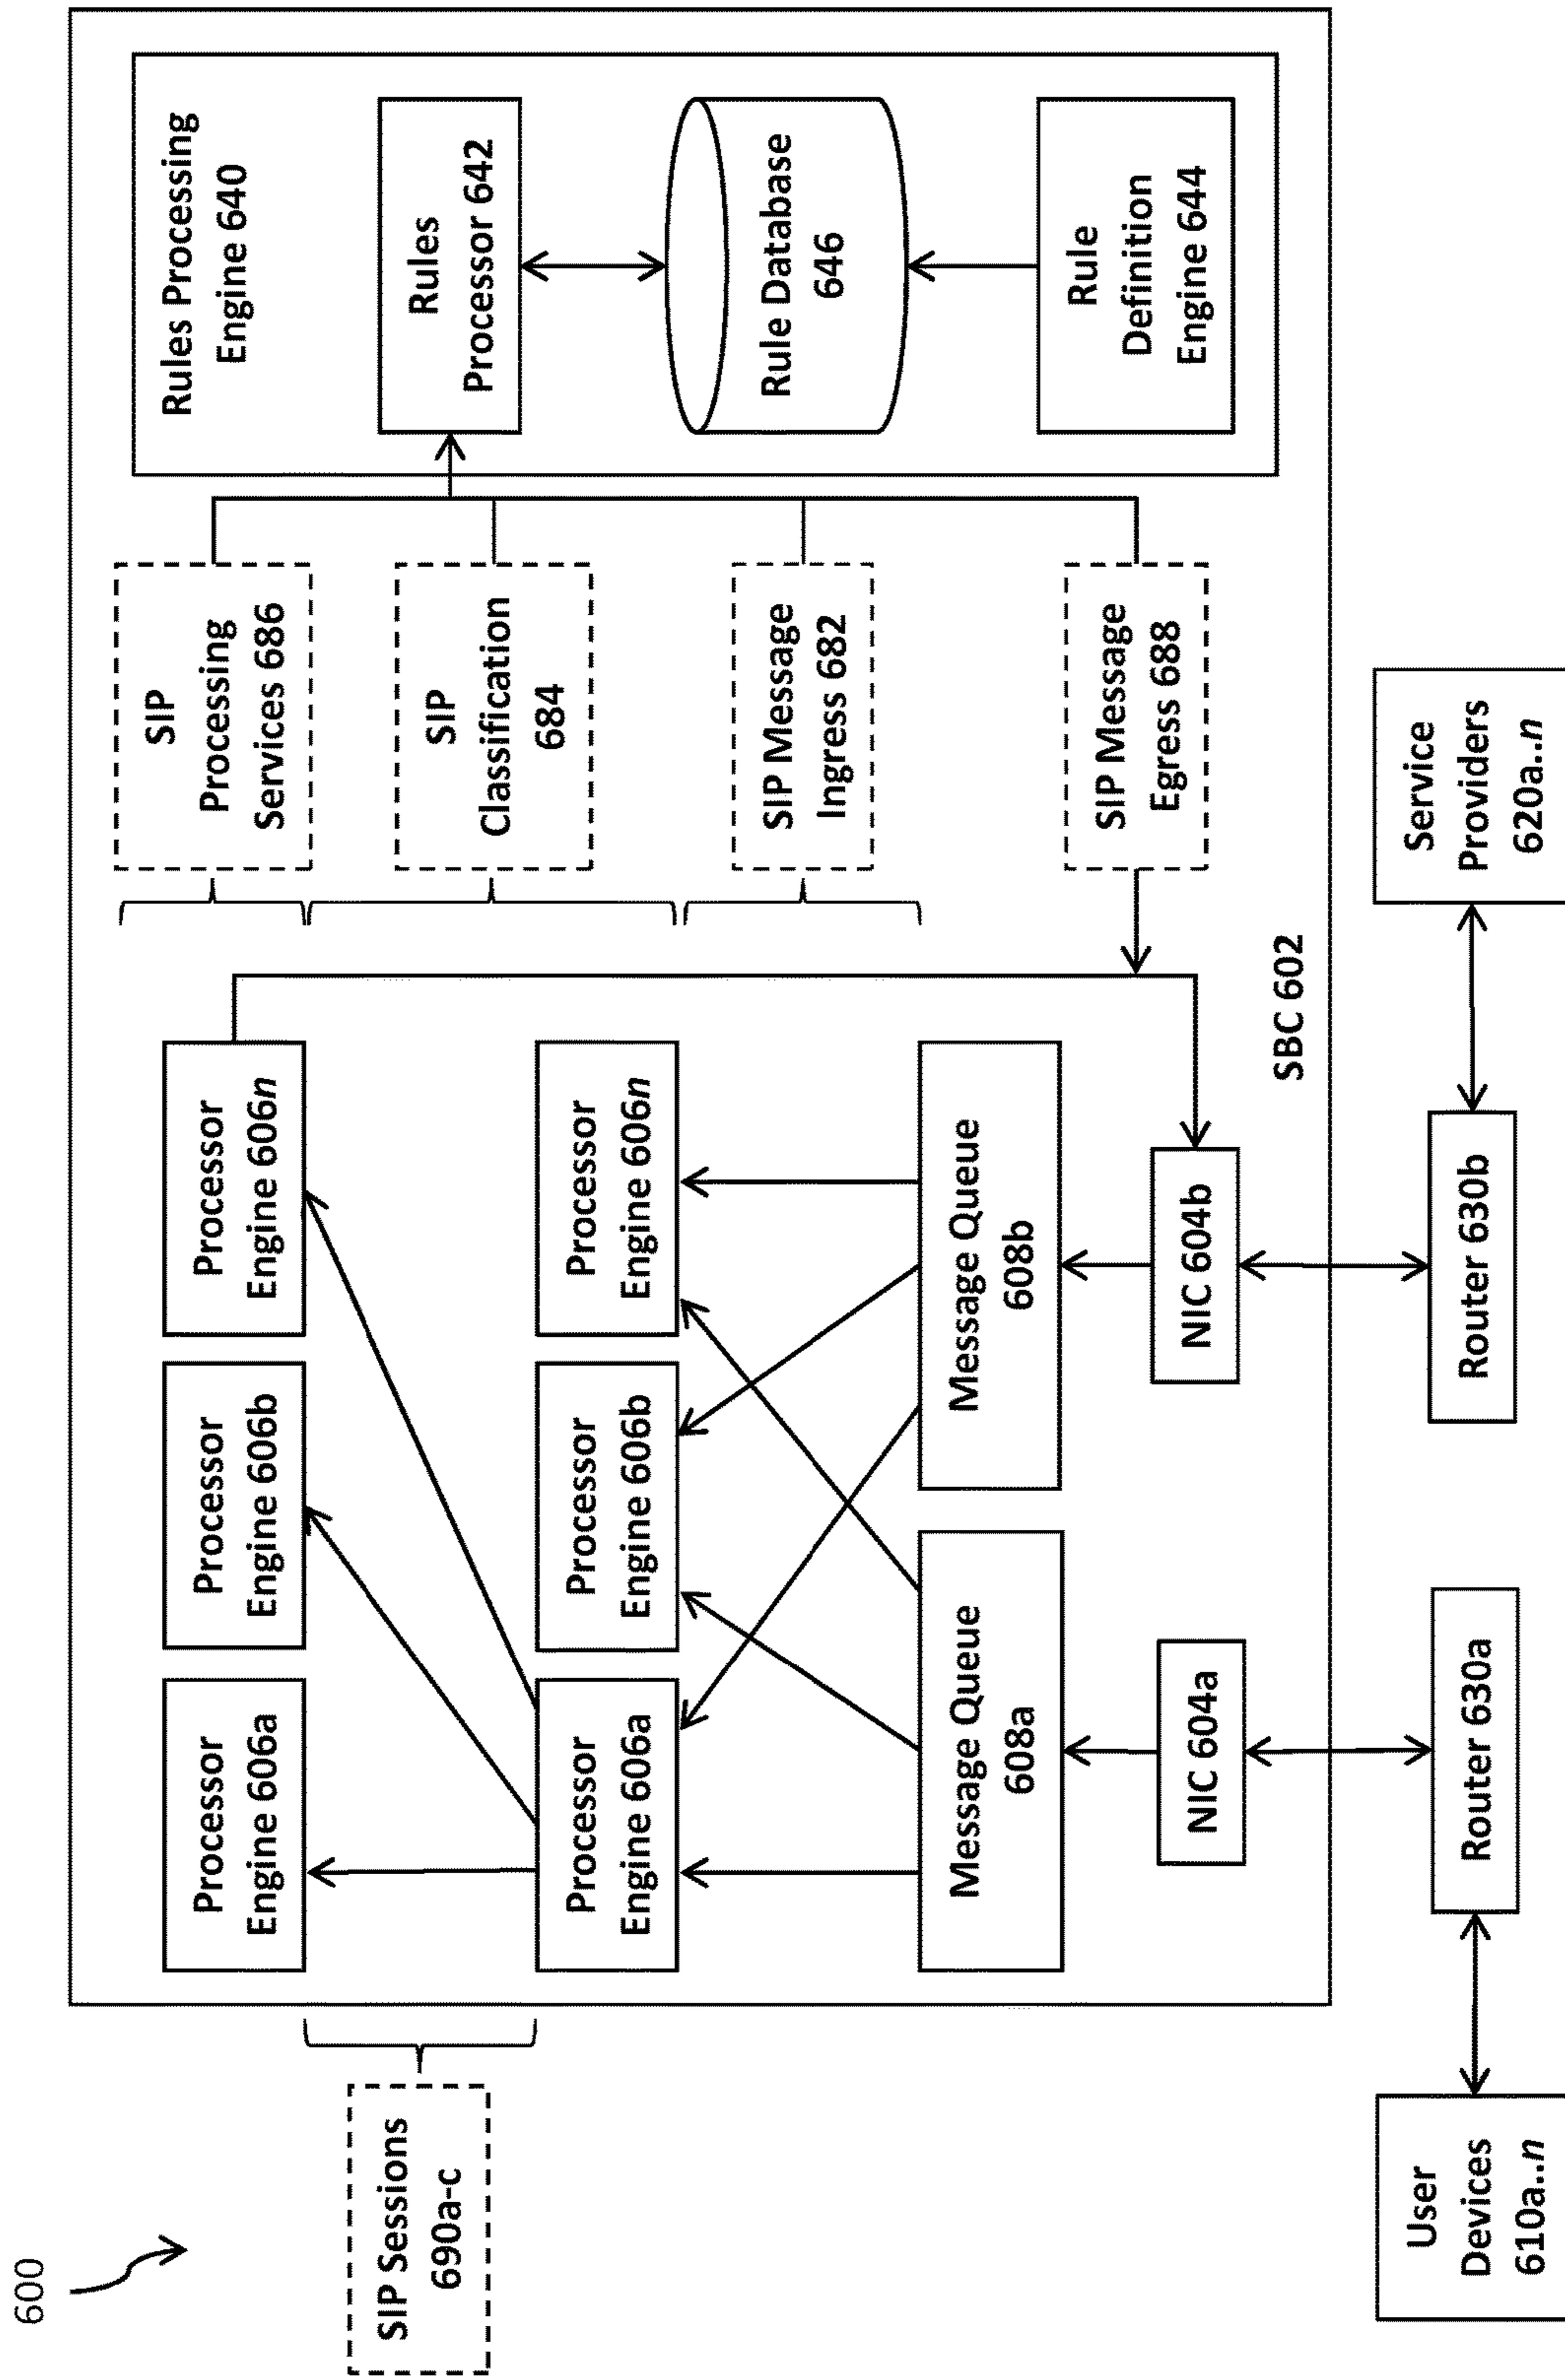 600
SIP Sessions
690a-c
Processor
Engine 606a
Processor
Engine 606b
Processor
Engine 606n
Processor
Engine 606a
Processor
Engine 606b
Processor
Engine 606n
Message Queue
608a
Message Queue
608b
NIC 604a
NIC 604b
SBC 602
SIP
Processing
Services 686
SIP
Classification
684
SIP Message
Ingress 682
SIP Message
Egress 688
Rules Processing
Engine 640
Rules
Processor 642
Rule Database
646
Rule
Definition
Engine 644
User
Devices
610a..n
Router 630a
Router 630b
Service
Providers
620a..n